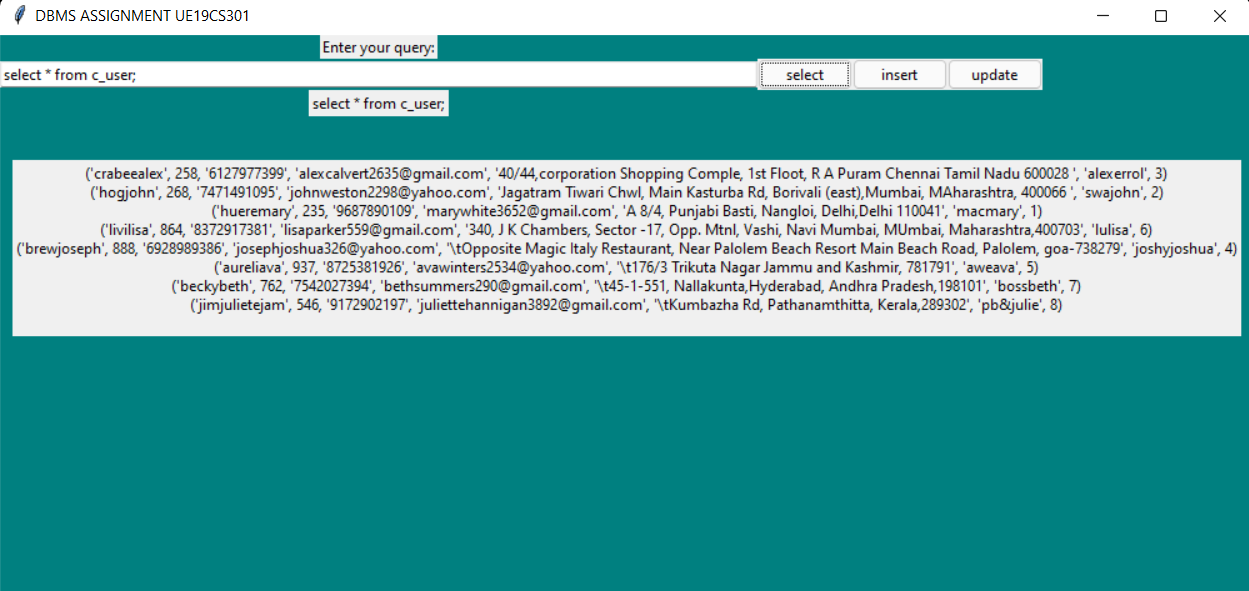 DBMS ASSIGNMENT UE19CS301
Enter your query:
select * from c_user; select insert update
select * from c_user;
('crabeealex', 258, '6127977399', 'alexcalvert2635@gmail.com', '40/44,corporation Shopping Comple, 1st Floot, R A Puram Chennai Tamil Nadu 600028 ', 'alexerrol', 3)
('hogjohn', 268, '7471491095', 'johnweston2298@yahoo.com', 'Jagatram Tiwari Chwl, Main Kasturba Rd, Borivali (east),Mumbai, MAharashtra, 400066 ', 'swajohn', 2)
('hueremary', 235, '9687890109', 'marywhite3652@gmail.com', 'A 8/4, Punjabi Basti, Nangloi, Delhi,Delhi 110041', 'macmary', 1)
('livilisa', 864, '8372917381', 'lisaparker559@gmail.com', '340, J K Chambers, Sector -17, Opp. Mtnl, Vashi, Navi Mumbai, MUmbai, Maharashtra,400703', 'lulisa', 6)
('brewjoseph', 888, '6928989386', 'josephjoshua326@yahoo.com', '\tOpposite Magic Italy Restaurant, Near Palolem Beach Resort Main Beach Road, Palolem, goa-738279', 'joshyjoshua', 4)
('aureliava', 937, '8725381926', 'avawinters2534@yahoo.com', '\t176/3 Trikuta Nagar Jammu and Kashmir, 781791', 'aweava', 5)
('beckybeth', 762, '7542027394', 'bethsummers290@gmail.com', '\t45-1-551, Nallakunta,Hyderabad, Andhra Pradesh,198101', 'bossbeth', 7)
('jimjulietejam', 546, '9172902197', 'juliettehannigan3892@gmail.com', '\tKumbazha Rd, Pathanamthitta, Kerala,289302', 'pb&julie', 8)